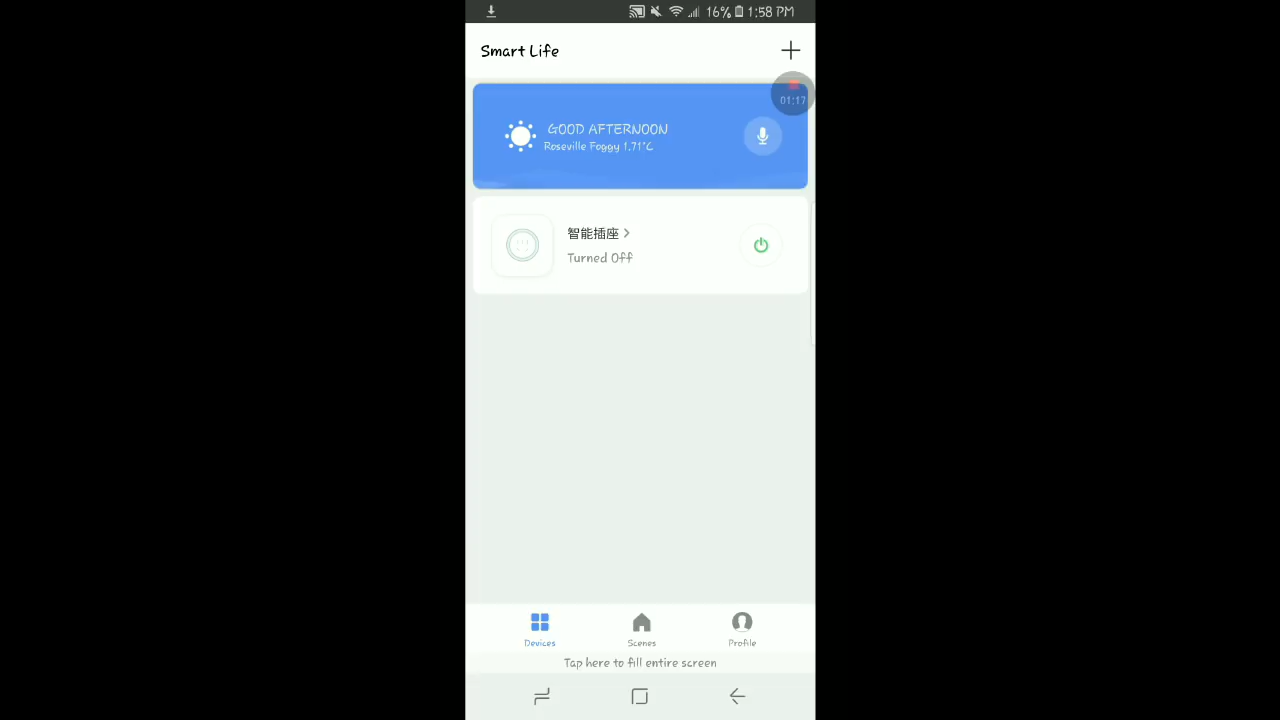 16% 1:58 PM
Smart Life
01:17
GOOD AFTERNOON
Roseville Foggy 1.71°C
智能插座 >
Turned Off
Devices Scenes Profile
Tap here to fill entire screen